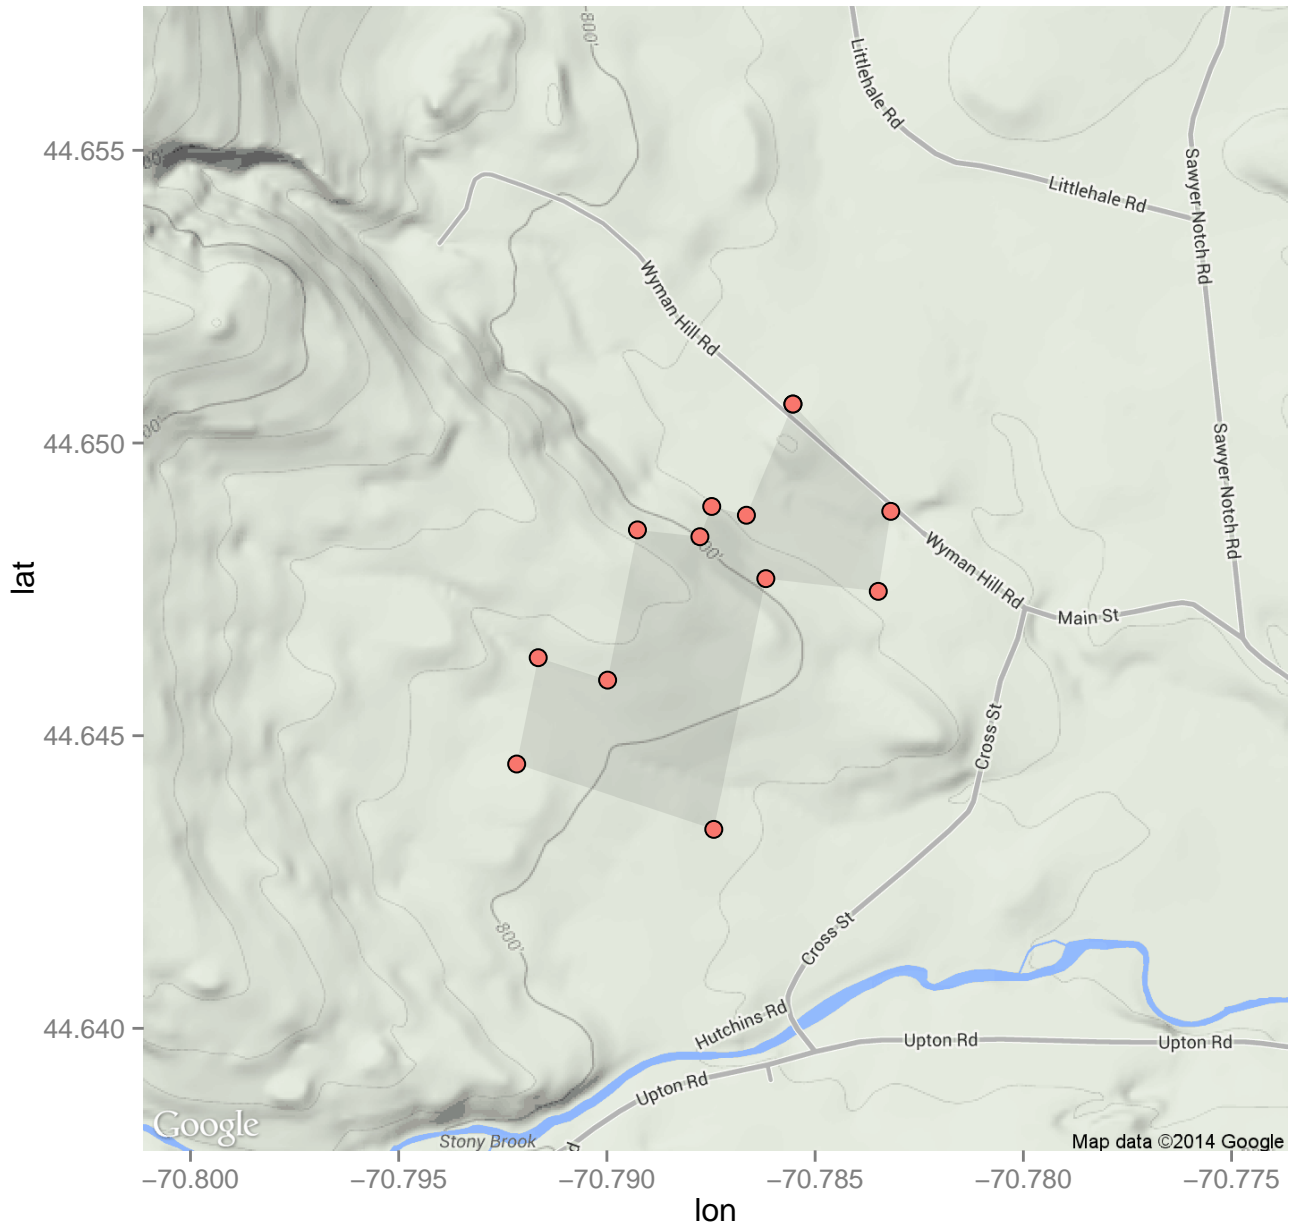 800'
Littlehale Rd
44.655
00'
Sawyer Notch Rd
Littlehale Rd
Wyman Hill Rd
00'
44.650
Sawyer Notch Rd
00'
Wyman Hill Rd
Main St
lat
44.645
Cross St
800'
Cross St
44.640
Hutchins Rd
Upton Rd
Upton Rd
Upton Rd
Google
Stony Brook
Map data ©2014 Google
−70.800
−70.795
−70.790
−70.785
−70.780
−70.775
lon